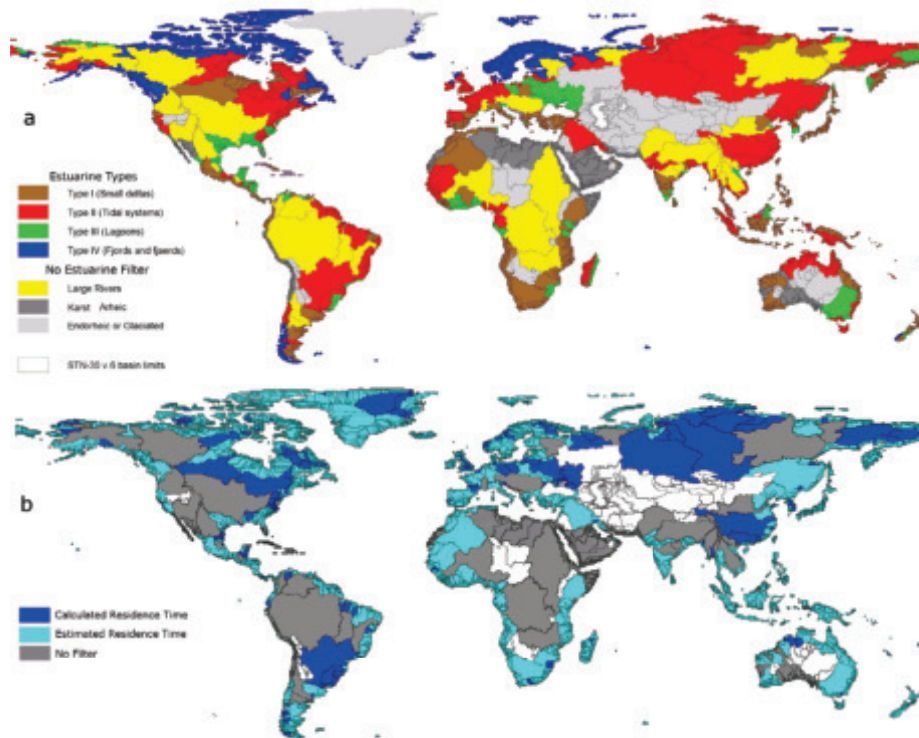 a
Estuarine Types
Type I (Small deltas)
Type II (Tidal systems)
Type III (Lagoons)
Type IV (Fjords and fjaerds)
No Estuarine Filter
Large Rivers
Karst Arheic
Endorheic or Glaciated
STN-30 v.6 basin limits
b
Calculated Residence Time
Estimated Residence Time
No Filter